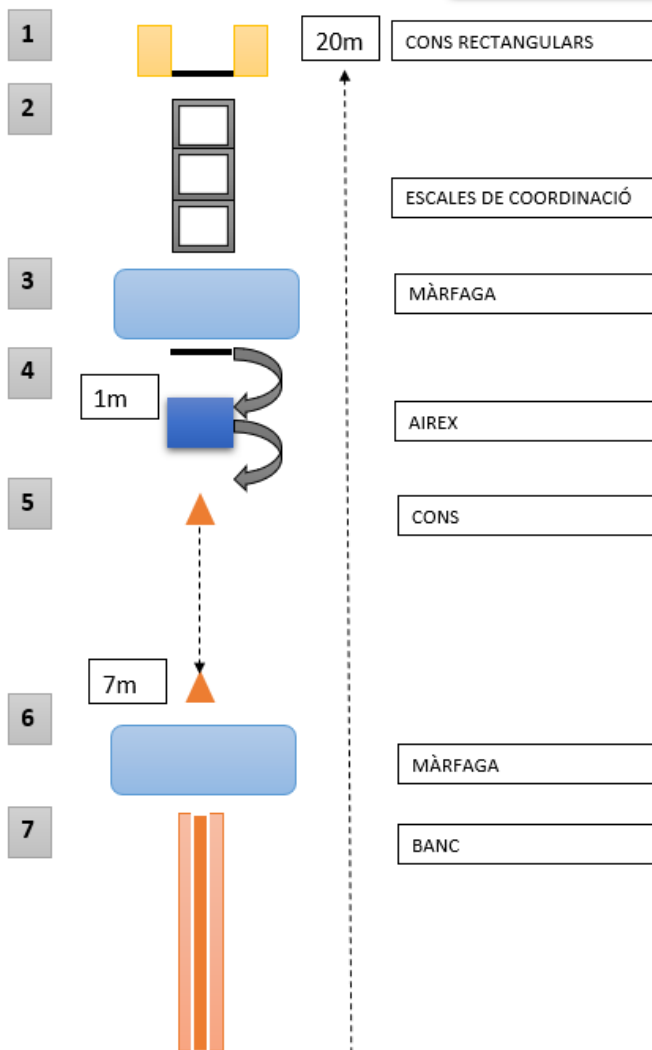 1
20m
CONS RECTANGULARS
2
ESCALES DE COORDINACIÓ
3
MÀRFAGA
4
1m
AIREX
5
CONS
7m
6
MÀRFAGA
7
BANC